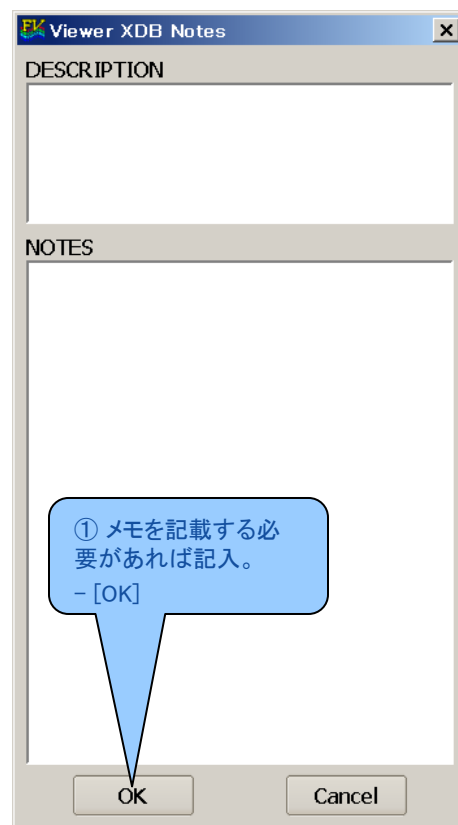 Viewer XDB Notes
DESCRIPTION
NOTES
① メモを記載する必
要があれば記入。
– [OK]
OK
Cancel